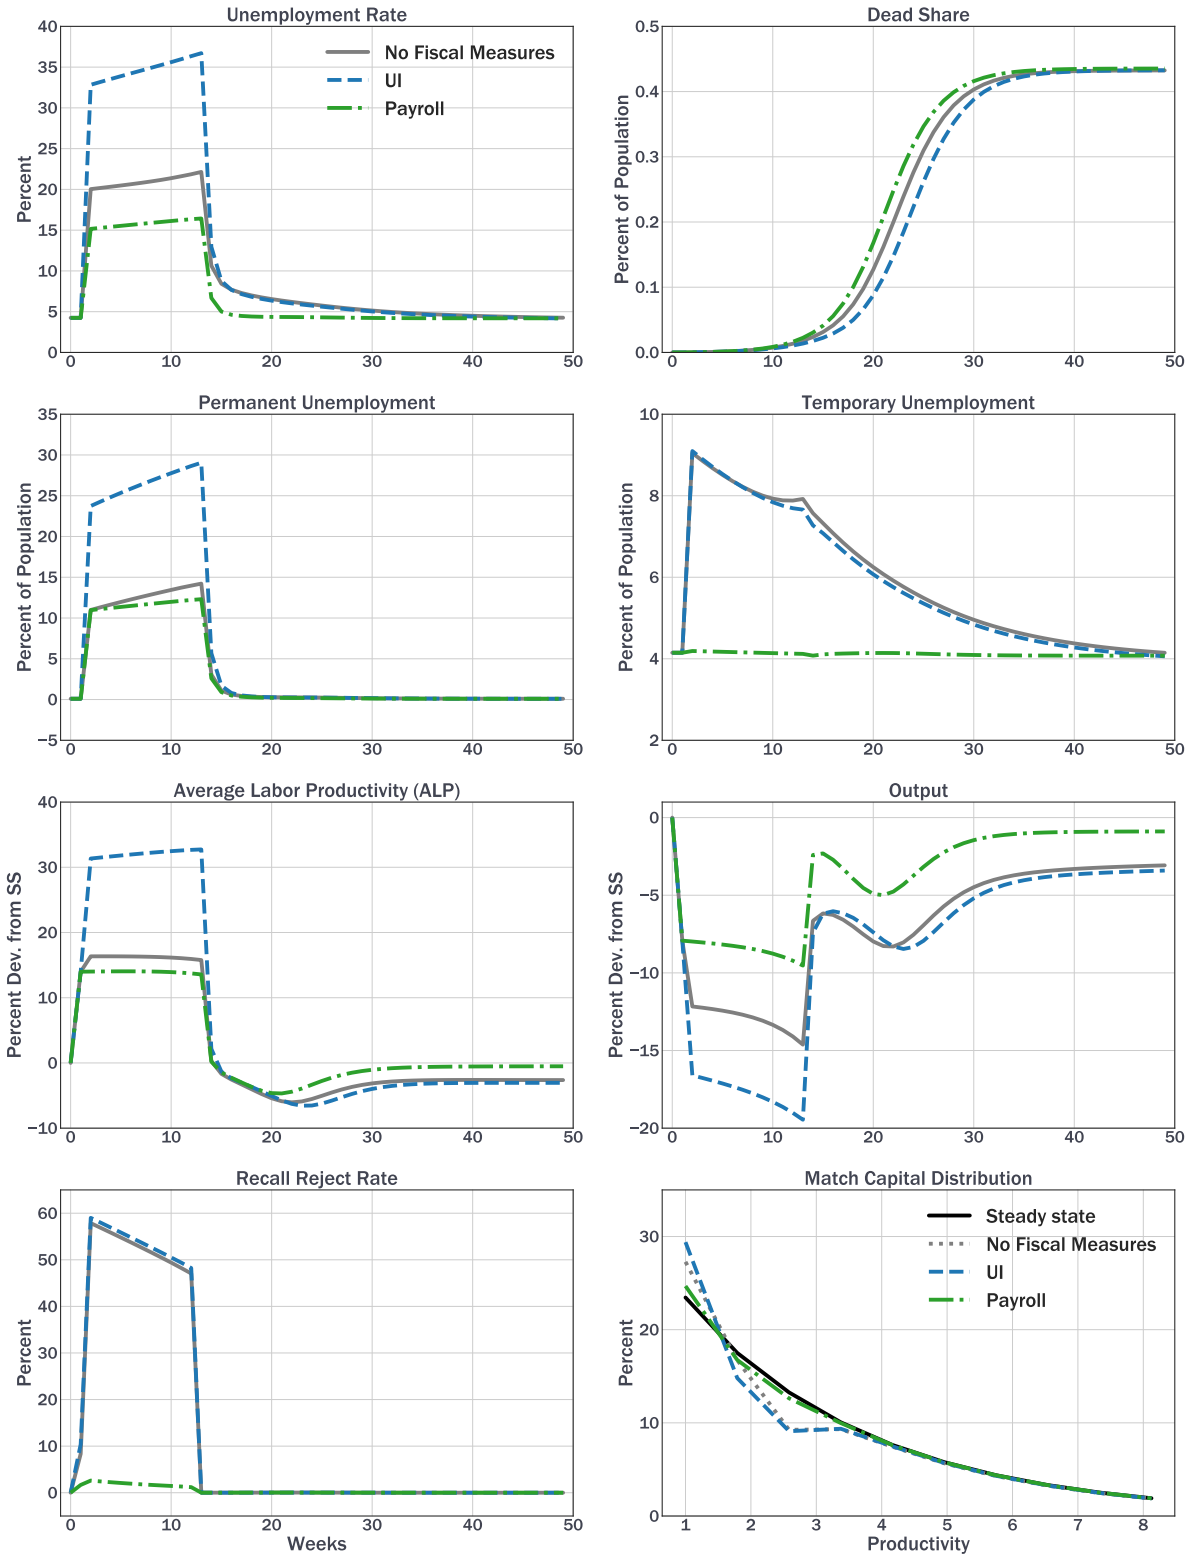 Unemployment Rate
Percent
40
35
30
25
20
15
10
5
0
0 10 20 30 40 50
No Fiscal Measures
UI
Payroll
Dead Share
Percent of Population
0.5
0.4
0.3
0.2
0.1
0.0
0 10 20 30 40 50
Permanent Unemployment
Percent of Population
35
30
25
20
15
10
5
0
−5
0 10 20 30 40 50
Temporary Unemployment
Percent of Population
10
8
6
4
2
0 10 20 30 40 50
Average Labor Productivity (ALP)
Percent Dev. from SS
40
30
20
10
0
−10
0 10 20 30 40 50
Output
Percent Dev. from SS
0
−5
−10
−15
−20
0 10 20 30 40 50
Recall Reject Rate
Percent
60
50
40
30
20
10
0
0 10 20 30 40 50
Weeks
Match Capital Distribution
Percent
30
20
10
0
1 2 3 4 5 6 7 8
Productivity
Steady state
No Fiscal Measures
UI
Payroll